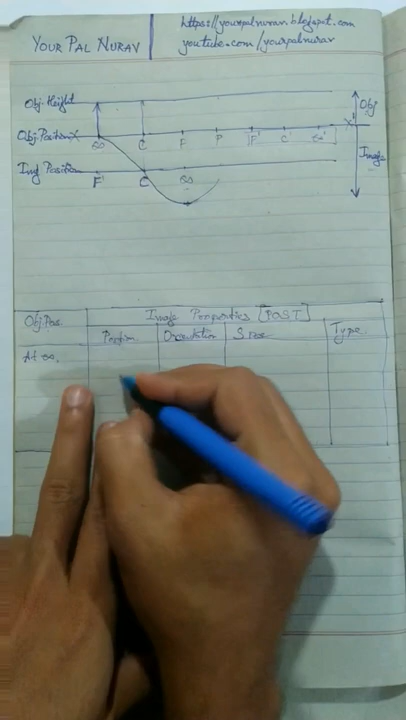 YOUR PAL NURAV
https://yourpalnurav.blogspot.com
youtube.com/yourpalnurav
Obj. Height
Obj. Position X ∞ C F P F' C' X'
Obj
Img Position F' C ∞
Image
Obj. Pos Image Properties [POST]
Position Orientation Size Type
At ∞,